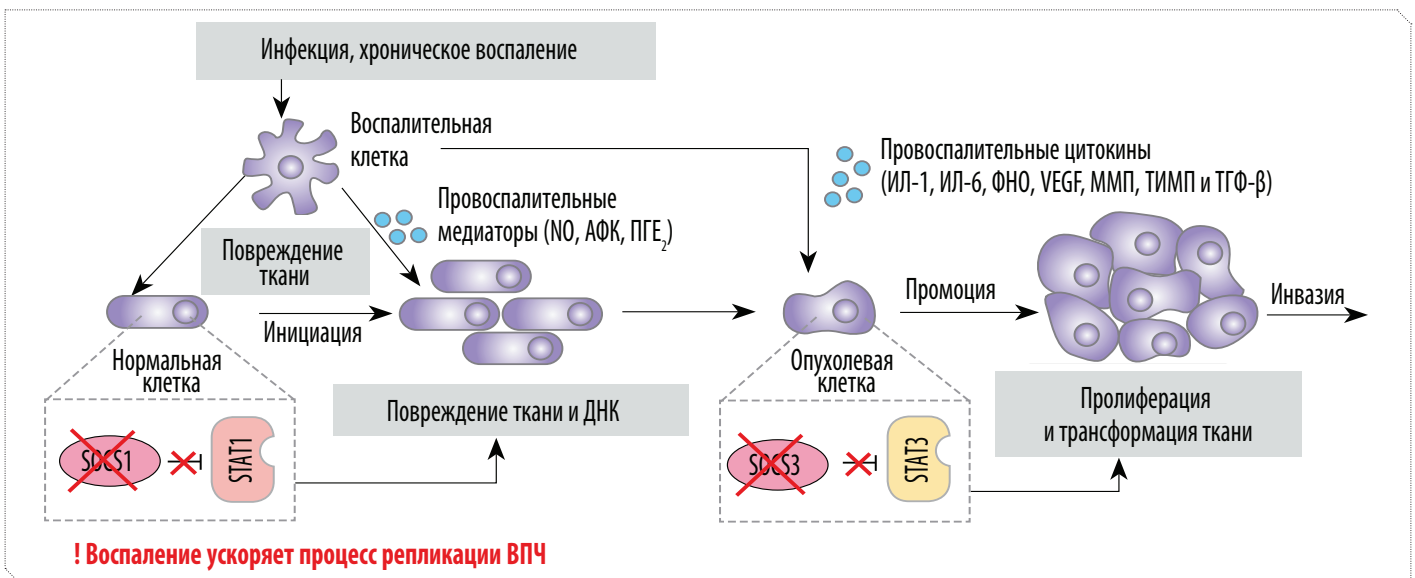 Инфекция, хроническое воспаление
Воспалительная
клетка
Провоспалительные цитокины
(ИЛ-1, ИЛ-6, ФНО, VEGF, ММП, ТИМП и ТГФ-β)
Провоспалительные
медиаторы (NO, АФК, ПГЕ2)
Повреждение
ткани
Инициация
Промоция
Инвазия
Нормальная
клетка
Опухолевая
клетка
Повреждение ткани и ДНК
Пролиферация
и трансформация ткани
SOCS1
STAT1
SOCS3
STAT3
! Воспаление ускоряет процесс репликации ВПЧ